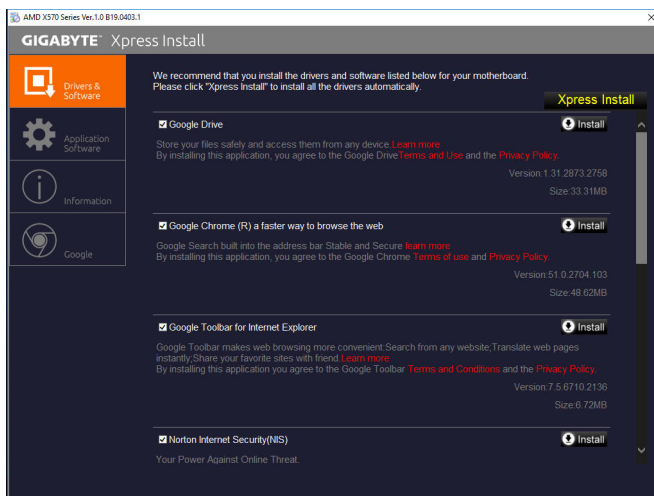 AMD X570 Series Ver.1.0 B19.0403.1
GIGABYTE™ Xpress Install
Drivers &
Software
Application
Software
Information
Google
We recommend that you install the drivers and software listed below for your motherboard.
Please click "Xpress Install" to install all the drivers automatically.
Xpress Install
Google Drive
Install
Store your files safely and access them from any device.Learn more
By installing this application, you agree to the Google DriveTerms and Use and the Privacy Policy.
Version:1.31.2873.2758
Size:33.31MB
Google Chrome (R) a faster way to browse the web
Install
Google Search built into the address bar Stable and Secure learn more
By installing this application, you agree to the Google Chrome Terms of use and Privacy Policy.
Version:51.0.2704.103
Size:48.62MB
Google Toolbar for Internet Explorer
Install
Google Toolbar makes web browsing more convenient:Search from any website;Translate web pages
instantly;Share your favorite sites with friend.Learn more
By installing this application you agree to the Google Toolbar Terms and Conditions and the Privacy Policy.
Version:7.5.6710.2136
Size:6.72MB
Norton Internet Security(NIS)
Install
Your Power Against Online Threat.